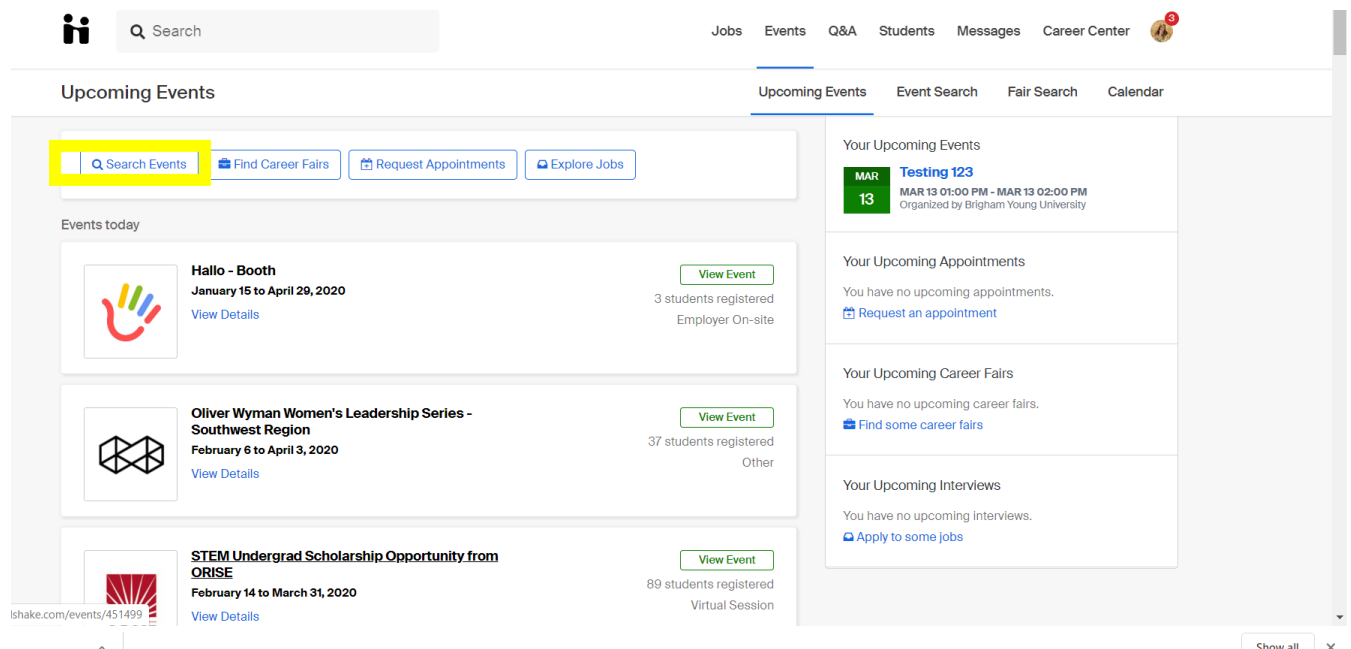 Search
Jobs Events Q&A Students Messages Career Center 3
Upcoming Events
Upcoming Events Event Search Fair Search Calendar
Search Events Find Career Fairs Request Appointments Explore Jobs
Events today
Hallo - Booth
January 15 to April 29, 2020
View Details
View Event
3 students registered
Employer On-site
Oliver Wyman Women's Leadership Series -
Southwest Region
February 6 to April 3, 2020
View Details
View Event
37 students registered
Other
STEM Undergrad Scholarship Opportunity from
ORISE
February 14 to March 31, 2020
View Details
View Event
89 students registered
Virtual Session
Your Upcoming Events
MAR
13
Testing 123
MAR 13 01:00 PM - MAR 13 02:00 PM
Organized by Brigham Young University
Your Upcoming Appointments
You have no upcoming appointments.
Request an appointment
Your Upcoming Career Fairs
You have no upcoming career fairs.
Find some career fairs
Your Upcoming Interviews
You have no upcoming interviews.
Apply to some jobs
lshake.com/events/451499
Show all